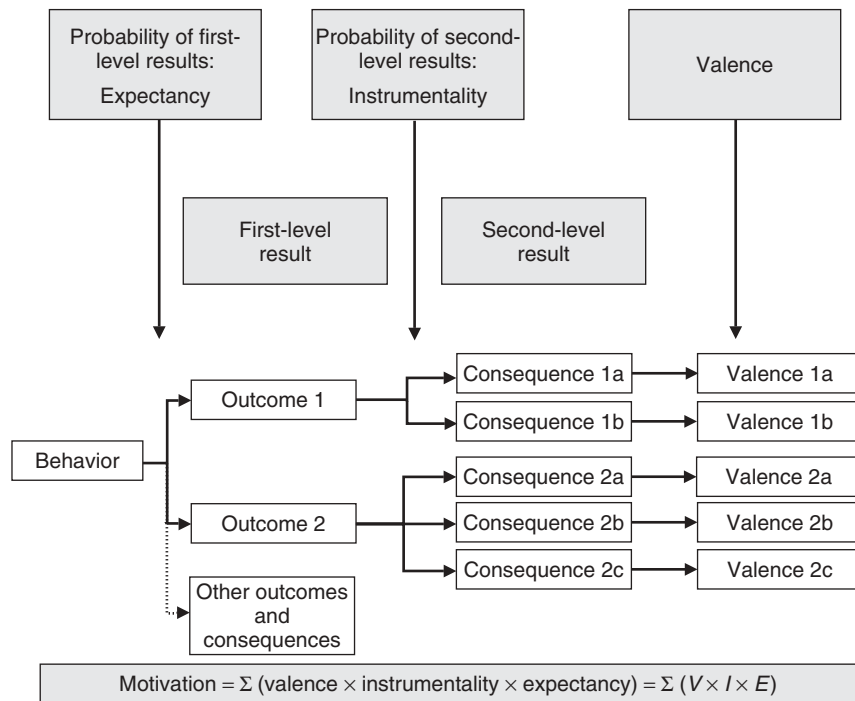 Probability of first-
level results:
Expectancy
Probability of second-
level results:
Instrumentality
Valence
First-level
result
Second-level
result
Behavior
Outcome 1
Consequence 1a
Valence 1a
Consequence 1b
Valence 1b
Outcome 2
Consequence 2a
Valence 2a
Consequence 2b
Valence 2b
Consequence 2c
Valence 2c
Other outcomes
and
consequences
Motivation = Σ (valence × instrumentality × expectancy) = Σ (V × I × E)